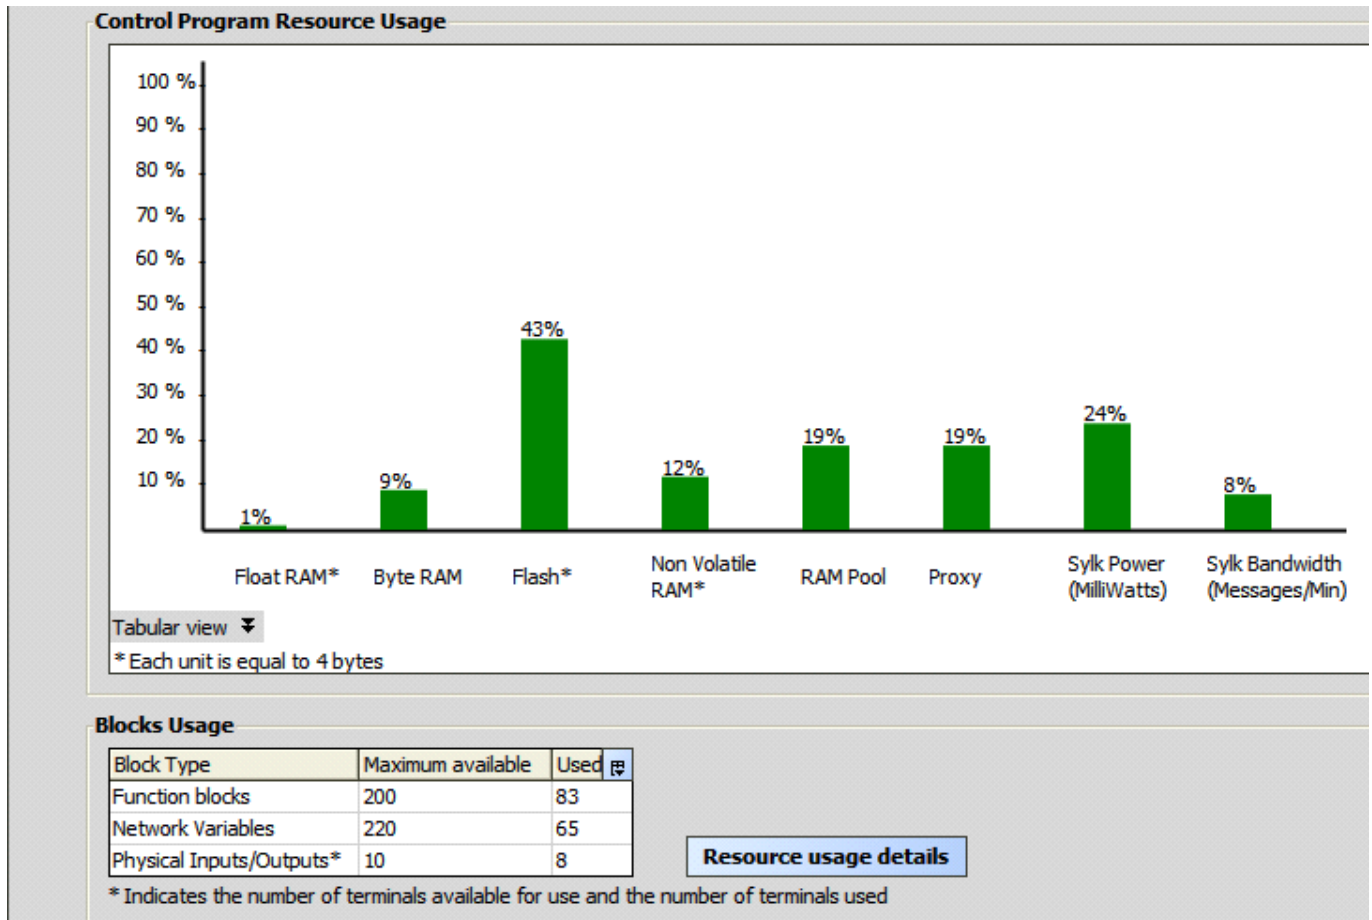 Control Program Resource Usage
100 %
90 %
80 %
70 %
60 %
50 %
40 %
30 %
20 %
10 %
1%
9%
43%
12%
19%
19%
24%
8%
Float RAM*
Byte RAM
Flash*
Non Volatile
RAM*
RAM Pool
Proxy
Sylk Power
(MilliWatts)
Sylk Bandwidth
(Messages/Min)
Tabular view
* Each unit is equal to 4 bytes
Blocks Usage
Block Type Maximum available Used
Function blocks 200 83
Network Variables 220 65
Physical Inputs/Outputs* 10 8
Resource usage details
* Indicates the number of terminals available for use and the number of terminals used